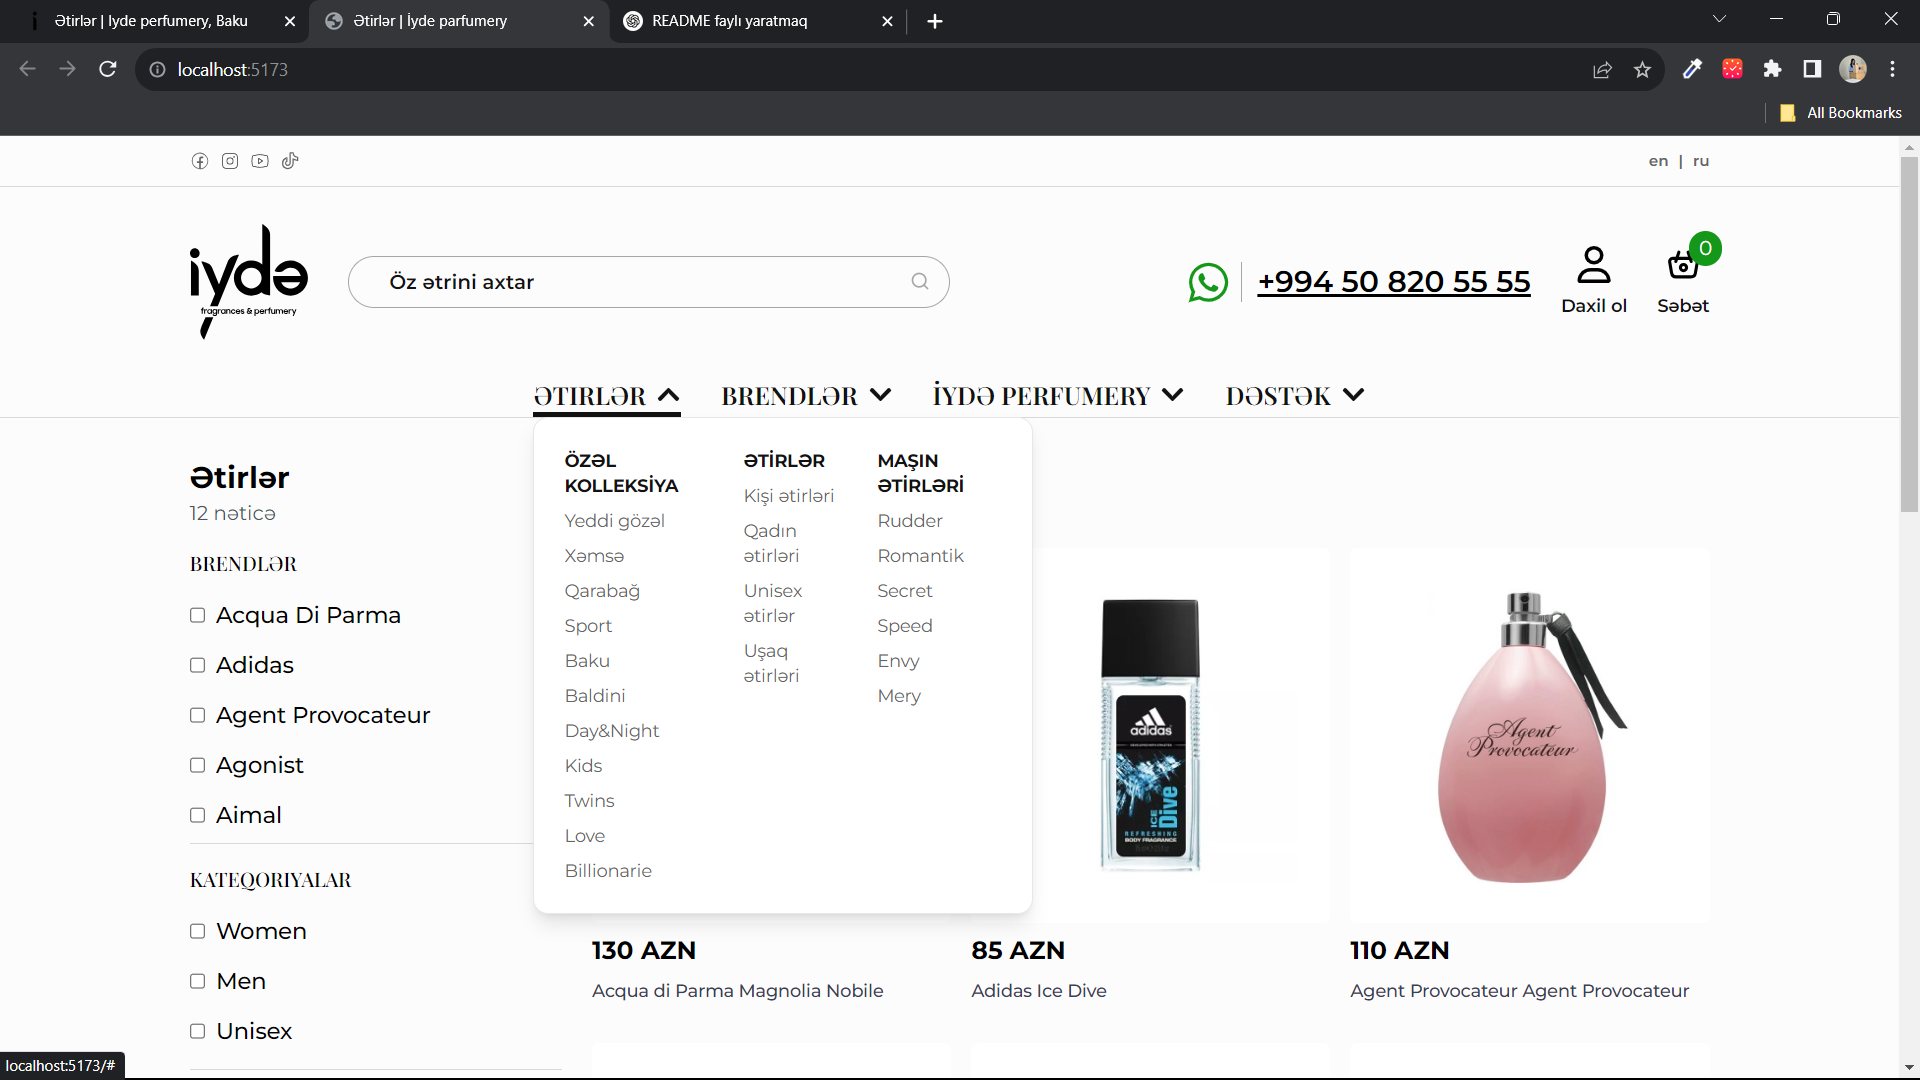 Ətirlər | Iyde perfumery, Baku
Ətirlər | İyde parfumery
README faylı yaratmaq
localhost:5173
All Bookmarks
en | ru
iydə
fragrances & perfumery
Öz ətrini axtar
+994 50 820 55 55
Daxil ol
0
Səbət
ƏTIRLƏR
BRENDLƏR
İYDƏ PERFUMERY
DƏSTƏK
Ətirlər
12 nəticə
BRENDLƏR
Acqua Di Parma
Adidas
Agent Provocateur
Agonist
Aimal
KATEQORIYALAR
Women
Men
Unisex
ÖZƏL
KOLLEKSİYA
Yeddi gözəl
Xəmsə
Qarabağ
Sport
Baku
Baldini
Day&Night
Kids
Twins
Love
Billionarie
ƏTİRLƏR
Kişi ətirləri
Qadın
ətirləri
Unisex
ətirlər
Uşaq
ətirləri
MAŞIN
ƏTİRLƏRİ
Rudder
Romantik
Secret
Speed
Envy
Mery
adidas
ICE
Dive
REFRESHING
BODY FRAGRANCE
Agent
Provocateur
130 AZN
Acqua di Parma Magnolia Nobile
85 AZN
Adidas Ice Dive
110 AZN
Agent Provocateur Agent Provocateur
localhost:5173/#